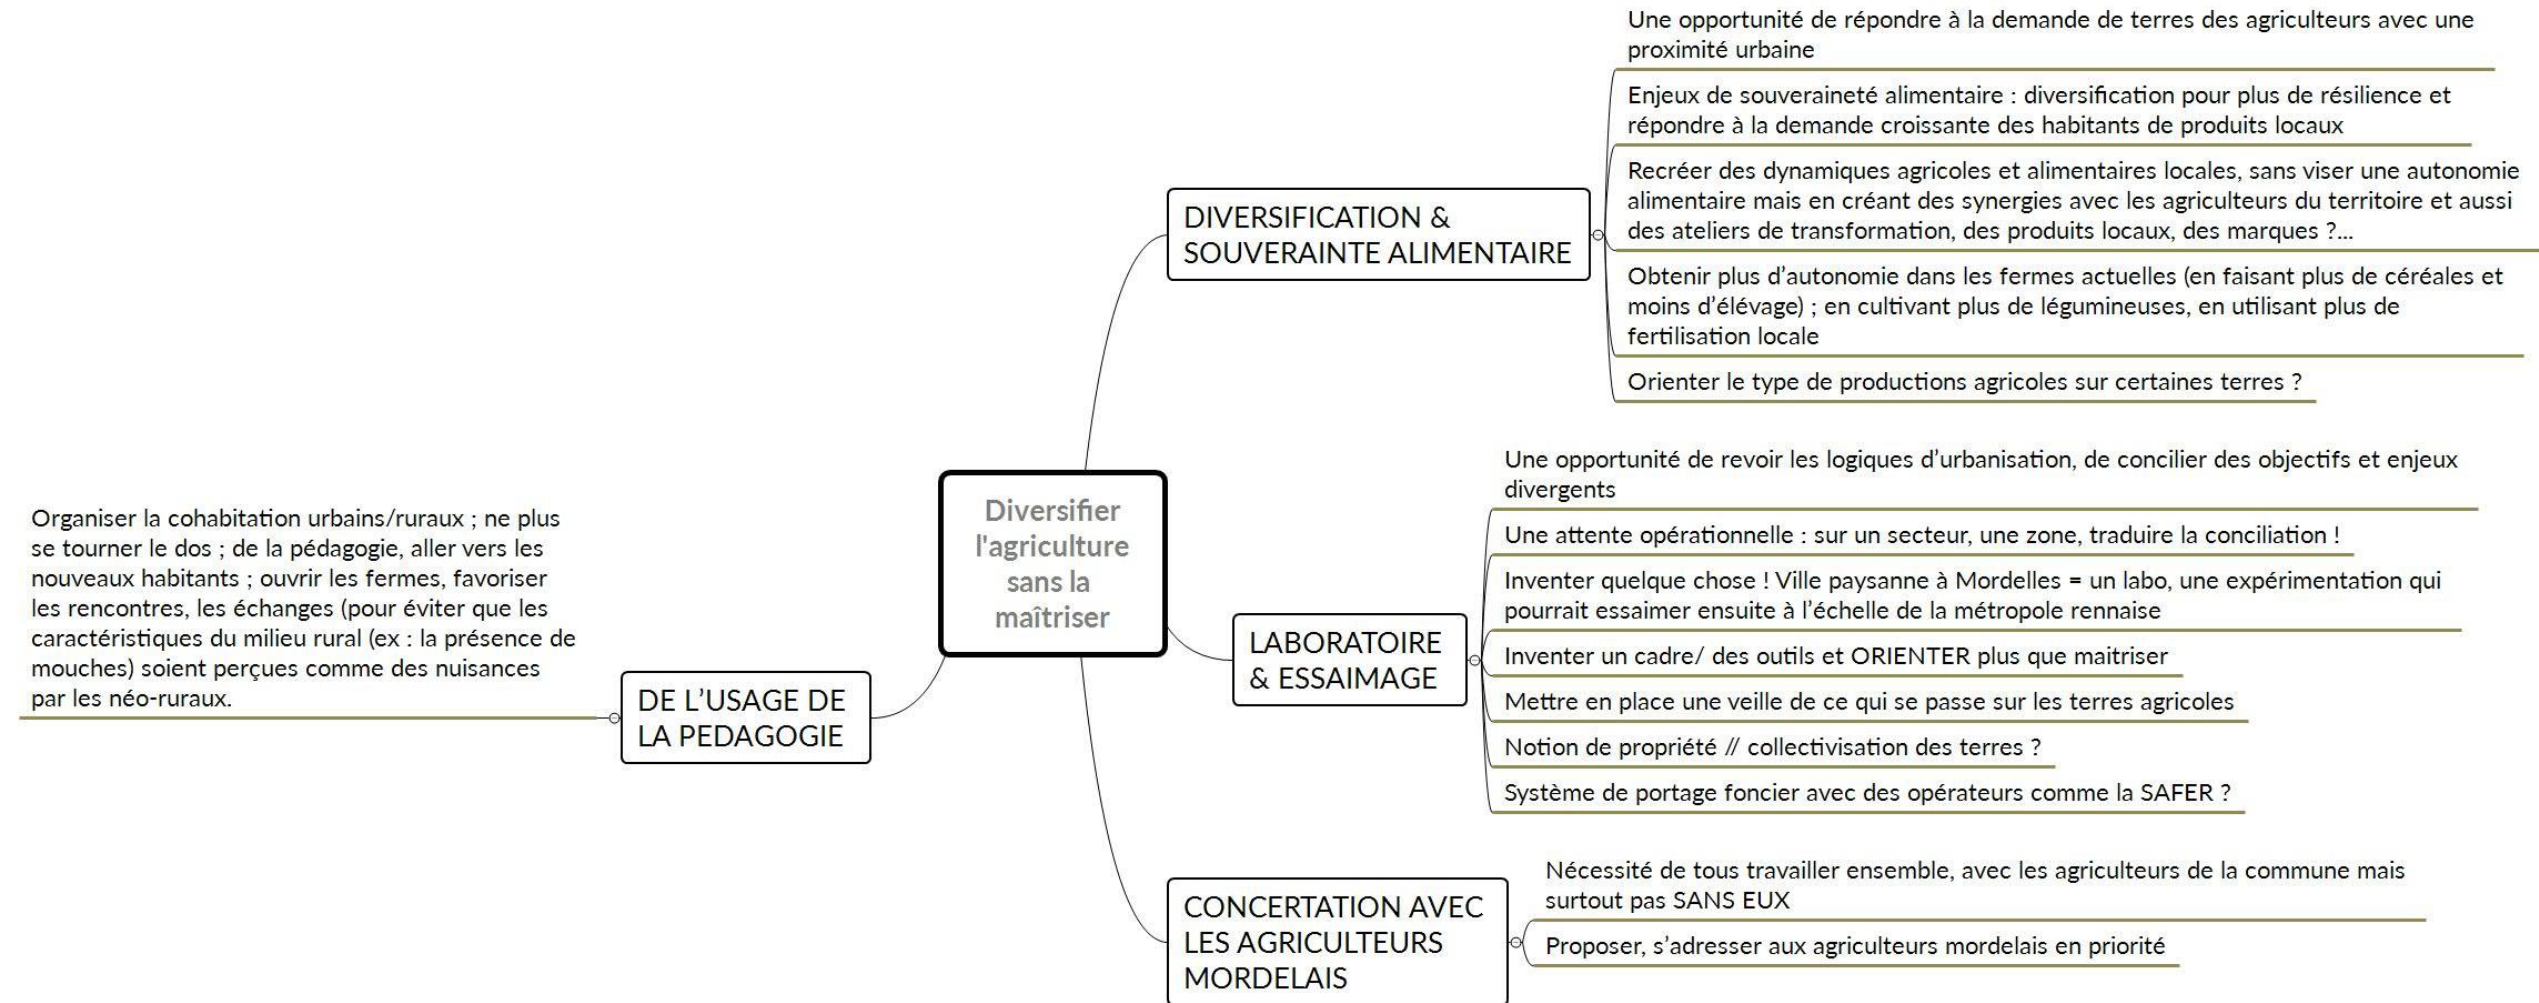 Diversifier
l'agriculture
sans la
maîtriser
DIVERSIFICATION &
SOUVERAINTE ALIMENTAIRE
Une opportunité de répondre à la demande de terres des agriculteurs avec une
proximité urbaine
Enjeux de souveraineté alimentaire : diversification pour plus de résilience et
répondre à la demande croissante des habitants de produits locaux
Recréer des dynamiques agricoles et alimentaires locales, sans viser une autonomie
alimentaire mais en créant des synergies avec les agriculteurs du territoire et aussi
des ateliers de transformation, des produits locaux, des marques ?...
Obtenir plus d’autonomie dans les fermes actuelles (en faisant plus de céréales et
moins d’élévage) ; en cultivant plus de légumineuses, en utilisant plus de
fertilisation locale
Orienter le type de productions agricoles sur certaines terres ?
LABORATOIRE
& ESSAIMAGE
Une opportunité de revoir les logiques d’urbanisation, de concilier des objectifs et enjeux
divergents
Une attente opérationnelle : sur un secteur, une zone, traduire la conciliation !
Inventer quelque chose ! Ville paysanne à Mordelles = un labo, une expérimentation qui
pourrait essaimer ensuite à l’échelle de la métropole rennaise
Inventer un cadre/ des outils et ORIENTER plus que maitriser
Mettre en place une veille de ce qui se passe sur les terres agricoles
Notion de propriété // collectivisation des terres ?
Système de portage foncier avec des opérateurs comme la SAFER ?
CONCERTATION AVEC
LES AGRICULTEURS
MORDELAIS
Nécessité de tous travailler ensemble, avec les agriculteurs de la commune mais
surtout pas SANS EUX
Proposer, s’adresser aux agriculteurs mordelais en priorité
DE L’USAGE DE
LA PEDAGOGIE
Organiser la cohabitation urbains/ruraux ; ne plus
se tourner le dos ; de la pédagogie, aller vers les
nouveaux habitants ; ouvrir les fermes, favoriser
les rencontres, les échanges (pour éviter que les
caractéristiques du milieu rural (ex : la présence de
mouches) soient perçues comme des nuisances
par les néo-ruraux.